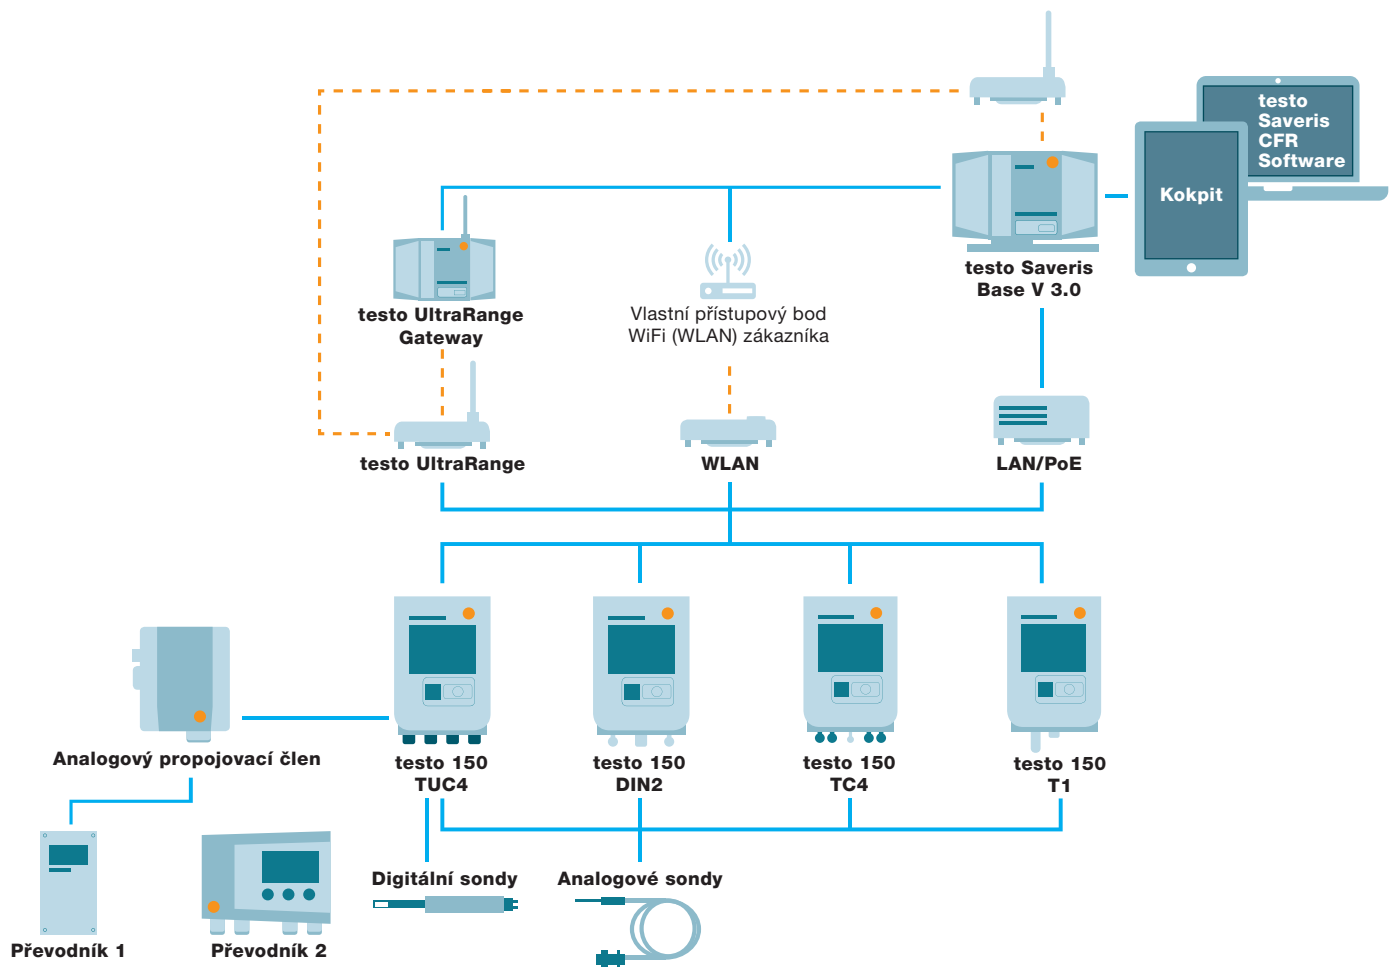 testo
Saveris
CFR
Software
Kokpit
testo Saveris
Base V 3.0
testo UltraRange
Gateway
Vlastní přístupový bod
WiFi (WLAN) zákazníka
testo UltraRange
WLAN
LAN/PoE
Analogový propojovací člen
testo 150
TUC4
testo 150
DIN2
testo 150
TC4
testo 150
T1
Digitální sondy
Analogové sondy
Převodník 1
Převodník 2